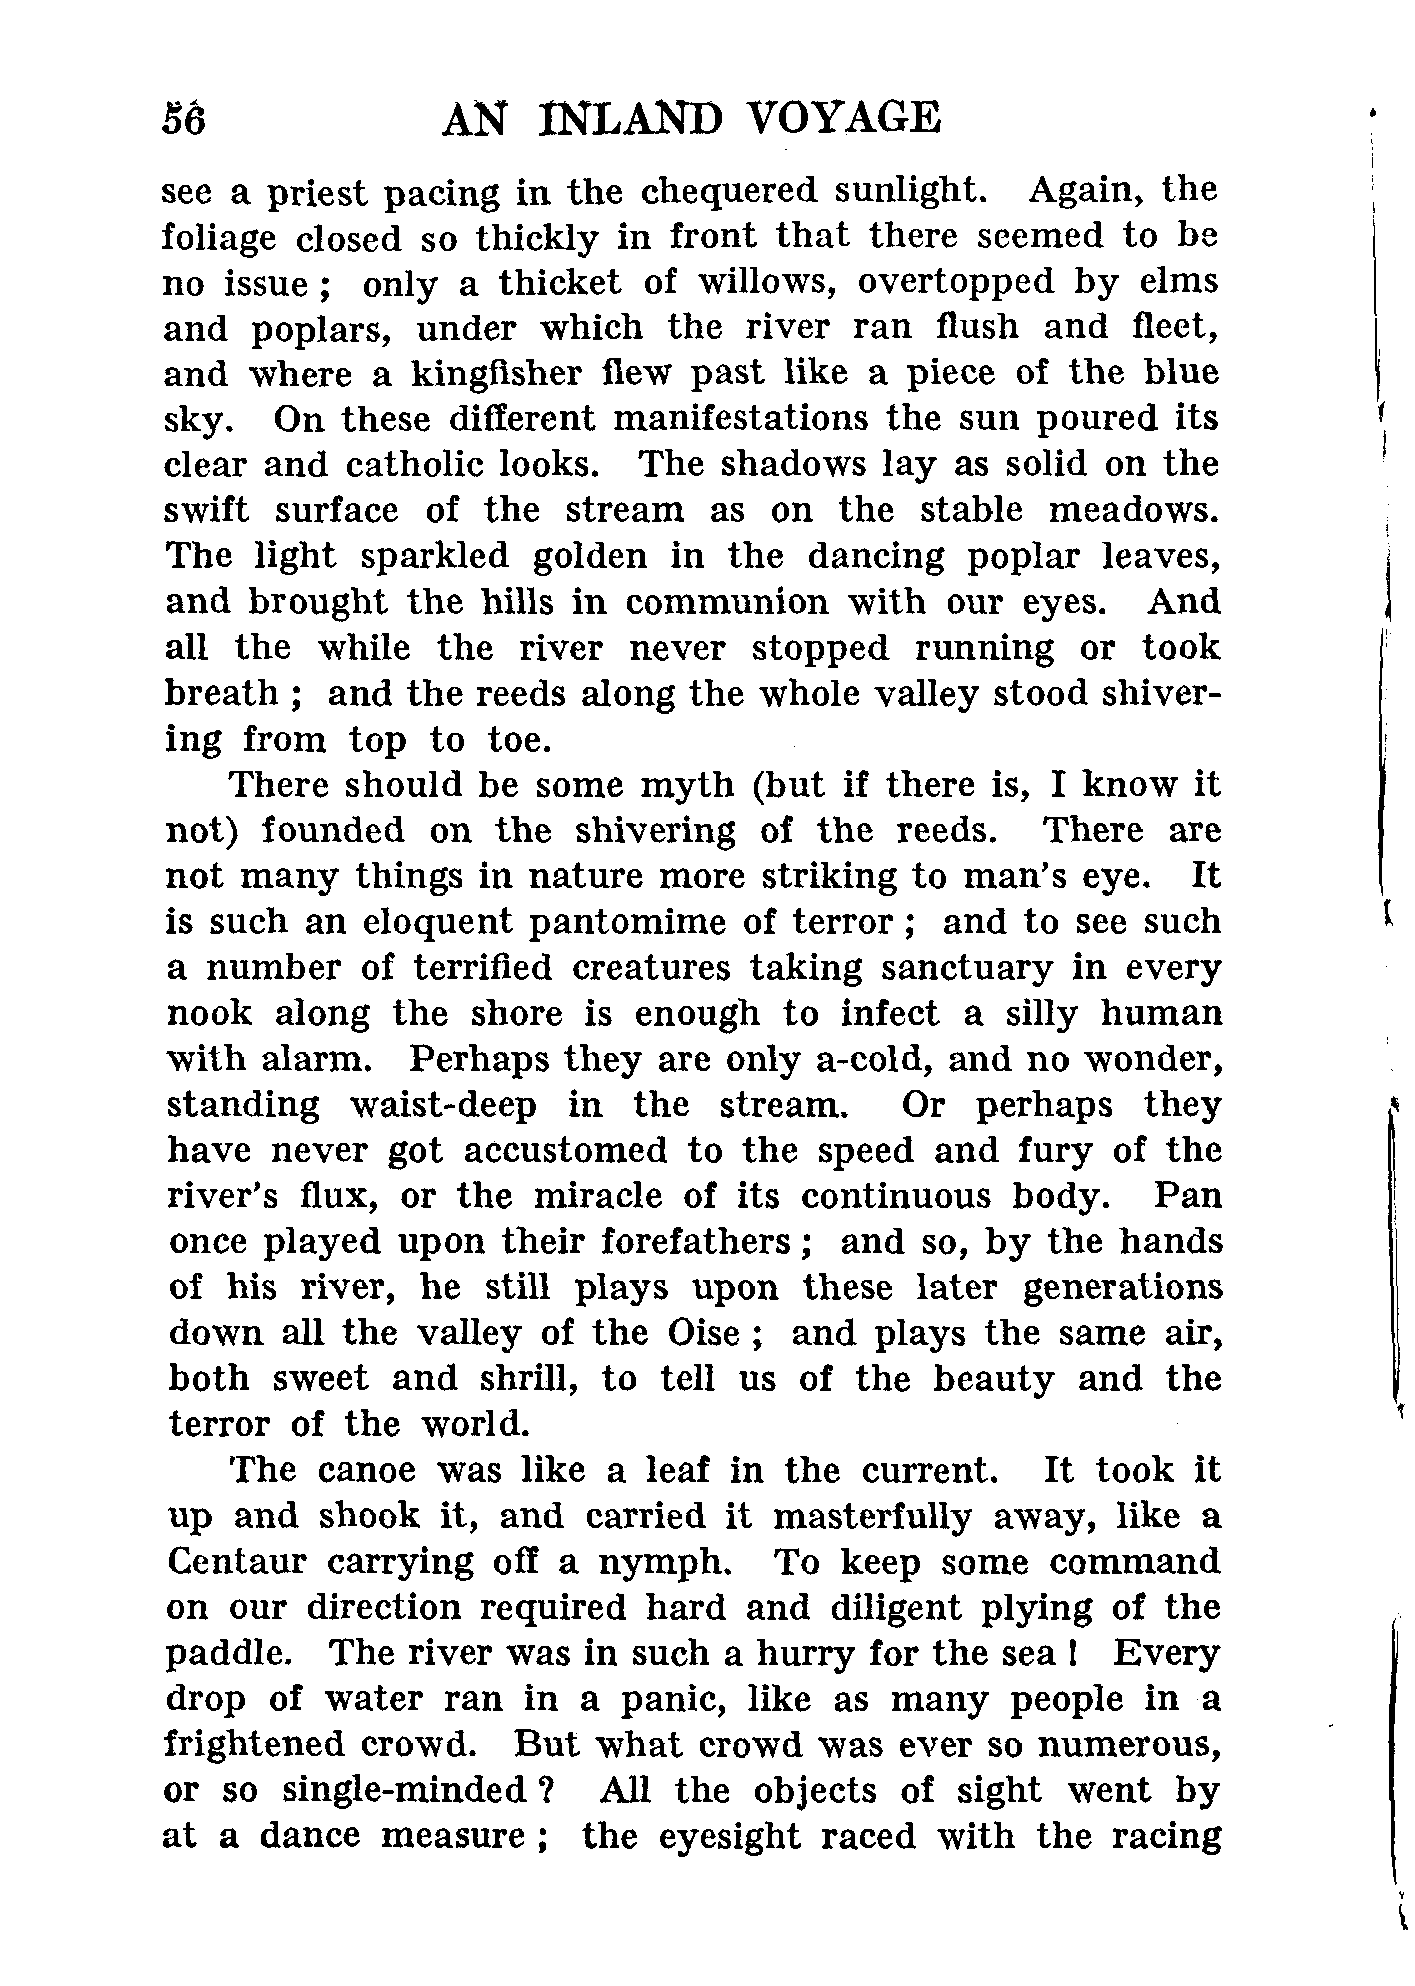 56 AN INLAND VOYAGE
see a priest pacing in the chequered sunlight. Again, the
foliage closed so thickly in front that there seemed to be
no issue ; only a thicket of willows, overtopped by elms
and poplars, under which the river ran flush and fleet,
and where a kingfisher flew past like a piece of the blue
sky. On these different manifestations the sun poured its
clear and catholic looks. The shadows lay as solid on the
swift surface of the stream as on the stable meadows.
The light sparkled golden in the dancing poplar leaves,
and brought the hills in communion with our eyes. And
all the while the river never stopped running or took
breath ; and the reeds along the whole valley stood shiver-
ing from top to toe.
There should be some myth (but if there is, I know it
not) founded on the shivering of the reeds. There are
not many things in nature more striking to man's eye. It
is such an eloquent pantomime of terror ; and to see such
a number of terrified creatures taking sanctuary in every
nook along the shore is enough to infect a silly human
with alarm. Perhaps they are only a-cold, and no wonder,
standing waist-deep in the stream. Or perhaps they
have never got accustomed to the speed and fury of the
river's flux, or the miracle of its continuous body. Pan
once played upon their forefathers ; and so, by the hands
of his river, he still plays upon these later generations
down all the valley of the Oise ; and plays the same air,
both sweet and shrill, to tell us of the beauty and the
terror of the world.
The canoe was like a leaf in the current. It took it
up and shook it, and carried it masterfully away, like a
Centaur carrying off a nymph. To keep some command
on our direction required hard and diligent plying of the
paddle. The river was in such a hurry for the sea ! Every
drop of water ran in a panic, like as many people in a
frightened crowd. But what crowd was ever so numerous,
or so single-minded ? All the objects of sight went by
at a dance measure ; the eyesight raced with the racing